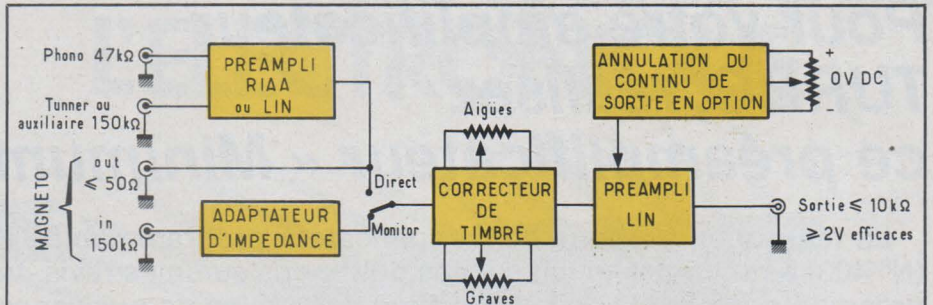 Phono 47kΩ
PREAMPLI
RIAA
ou LIN
Tunner ou
auxiliaire 150kΩ
MAGNETO
out
≤ 50Ω
in
150kΩ
ADAPTATEUR
D'IMPEDANCE
Direct
Monitor
Aigües
CORRECTEUR
DE
TIMBRE
Graves
ANNULATION DU
CONTINU DE
SORTIE EN OPTION
+
0V DC
-
PREAMPLI
LIN
Sortie ≤ 10kΩ
≥ 2V efficaces